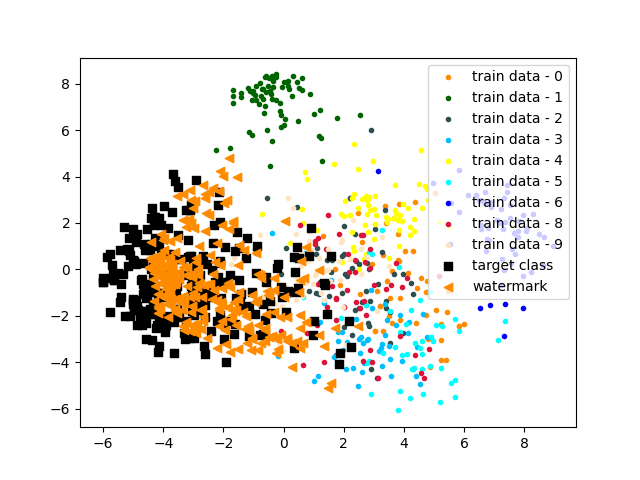 8
6
4
2
0
−2
−4
−6
−6
−4
−2
0
2
4
6
8
train data - 0
train data - 1
train data - 2
train data - 3
train data - 4
train data - 5
train data - 6
train data - 8
train data - 9
target class
watermark